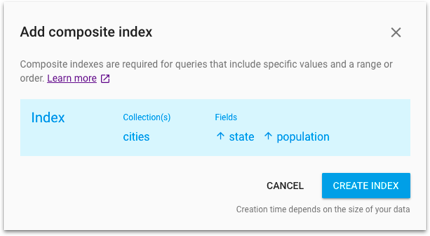 Add composite index
Composite indexes are required for queries that include specific values and a range or
order. Learn more
Index
Collection(s)
Fields
cities
state
population
CANCEL
CREATE INDEX
Creation time depends on the size of your data